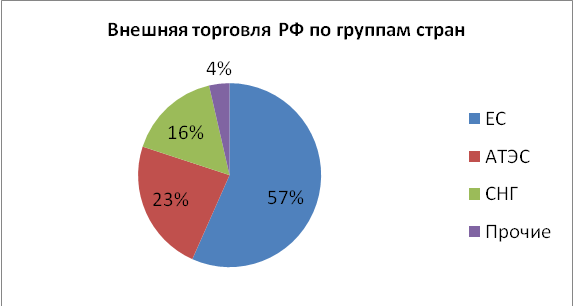 Внешняя торговля РФ по группам стран
4%
16%
23%
57%
ЕС
АТЭС
СНГ
Прочие